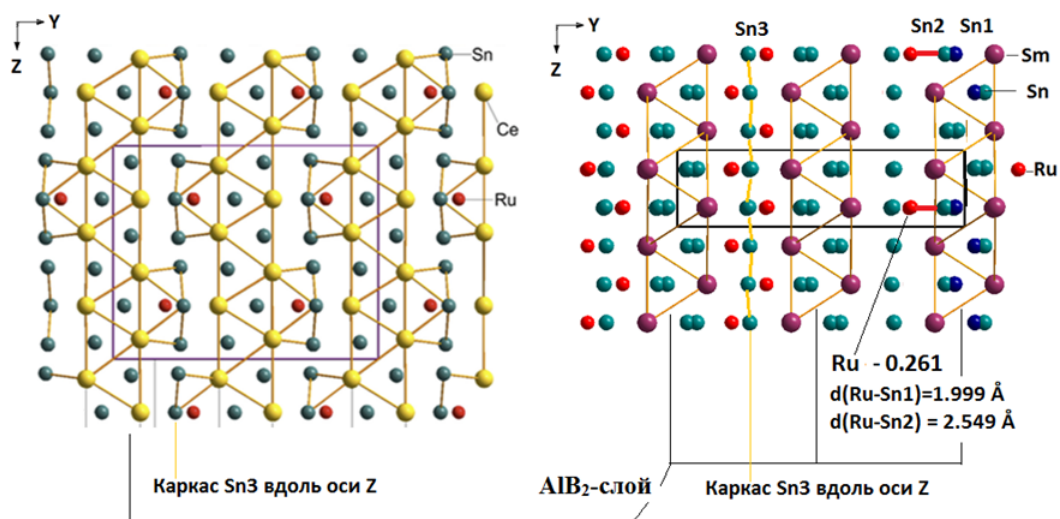 Y
Z
Sn
Ce
Ru
Каркас Sn3 вдоль оси Z
Y
Z
Sn3
Sn2 Sn1
Sm
Sn
Ru
Ru - 0.261
d(Ru-Sn1)=1.999 Å
d(Ru-Sn2) = 2.549 Å
AlB₂-слой
Каркас Sn3 вдоль оси Z